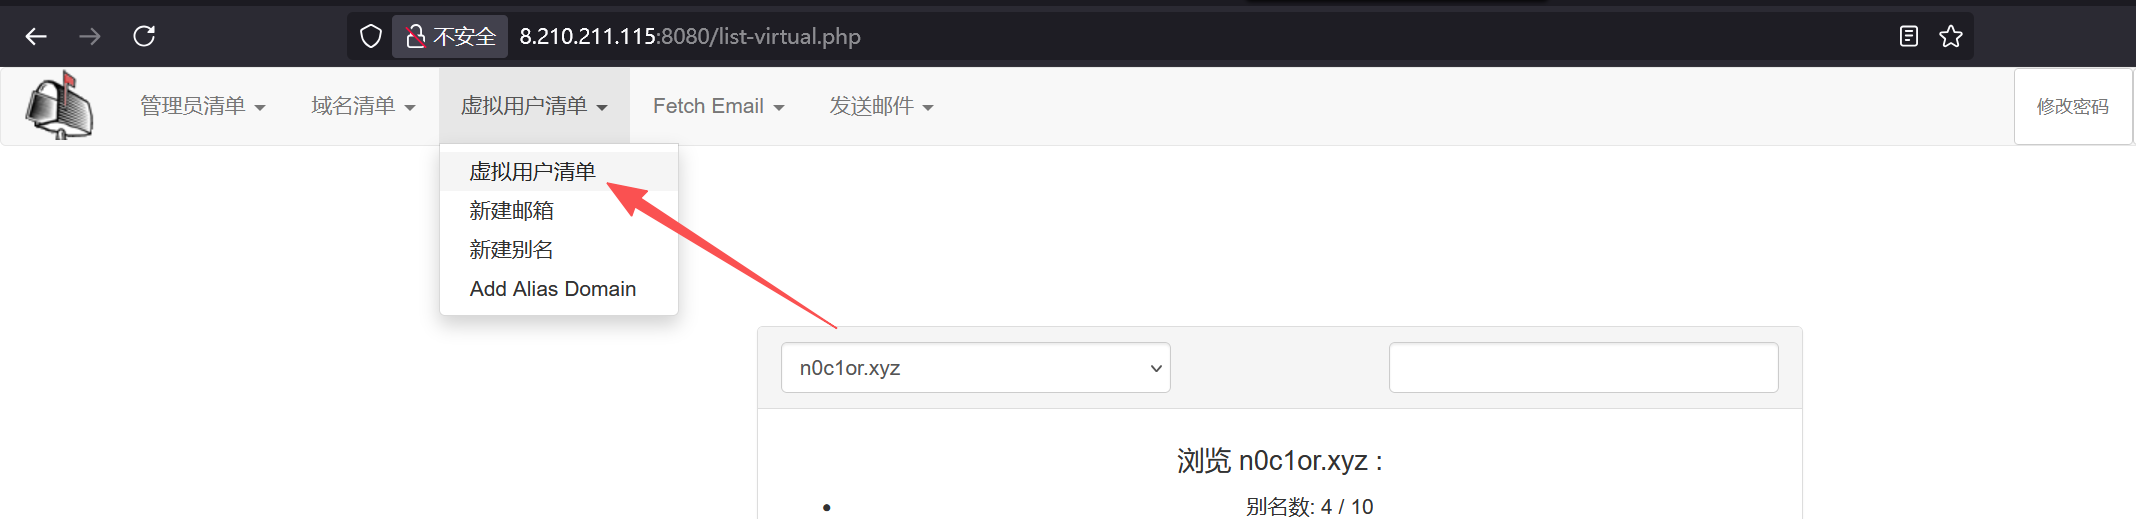 不安全 8.210.211.115:8080/list-virtual.php
管理员清单 域名清单 虚拟用户清单 Fetch Email 发送邮件 修改密码
虚拟用户清单
新建邮箱
新建别名
Add Alias Domain
n0c1or.xyz
浏览 n0c1or.xyz :
• 别名数: 4 / 10